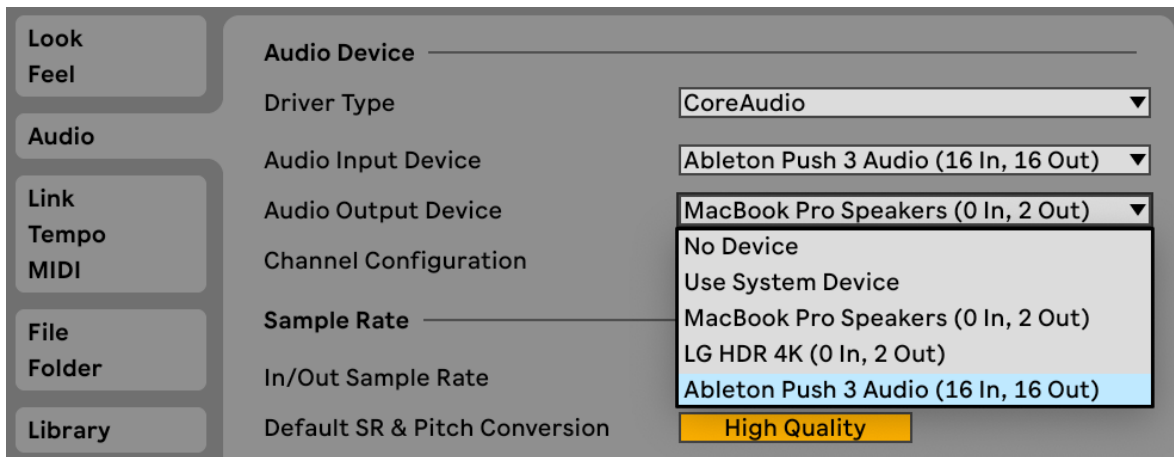 Look
Feel
Audio
Link
Tempo
MIDI
File
Folder
Library
Audio Device
Driver Type
CoreAudio
Audio Input Device
Ableton Push 3 Audio (16 In, 16 Out)
Audio Output Device
MacBook Pro Speakers (0 In, 2 Out)
No Device
Use System Device
MacBook Pro Speakers (0 In, 2 Out)
LG HDR 4K (0 In, 2 Out)
Ableton Push 3 Audio (16 In, 16 Out)
Channel Configuration
Sample Rate
In/Out Sample Rate
Default SR & Pitch Conversion
High Quality